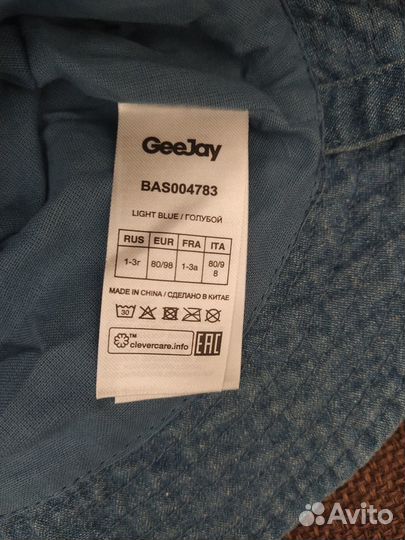 GeeJay
BAS004783
LIGHT BLUE / ГОЛУБОЙ
RUS EUR FRA ITA
1-3г 80/98 1-3a 80/9
8
MADE IN CHINA / СДЕЛАНО В КИТАЕ
30
™
clevercare.info EAC
Avito